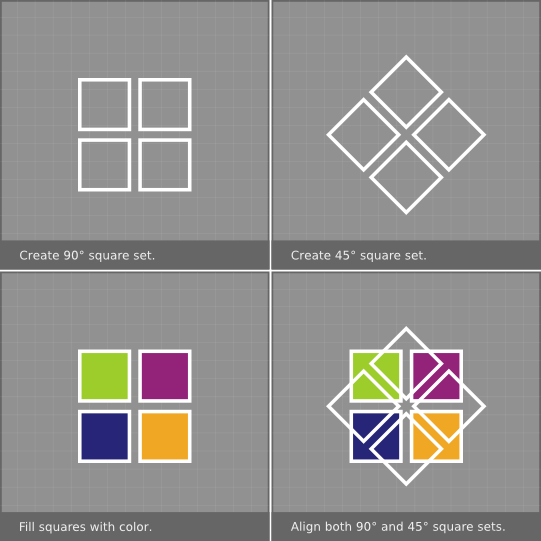 Create 90° square set.
Create 45° square set.
Fill squares with color.
Align both 90° and 45° square sets.